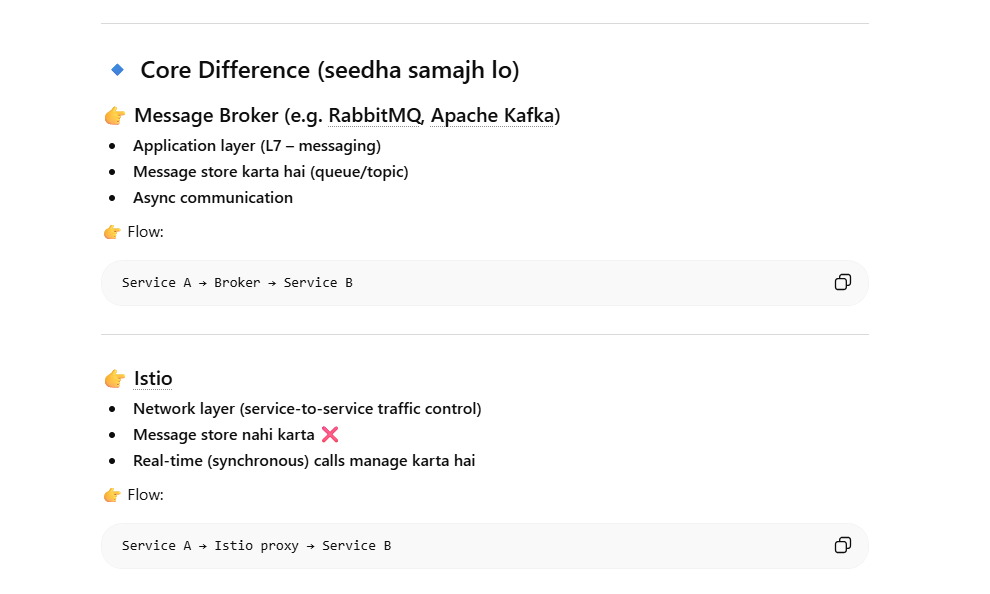 🔹 Core Difference (seedha samajh lo)
👉 Message Broker (e.g. RabbitMQ, Apache Kafka)
• Application layer (L7 – messaging)
• Message store karta hai (queue/topic)
• Async communication
👉 Flow:
Service A → Broker → Service B
👉 Istio
• Network layer (service-to-service traffic control)
• Message store nahi karta ❌
• Real-time (synchronous) calls manage karta hai
👉 Flow:
Service A → Istio proxy → Service B